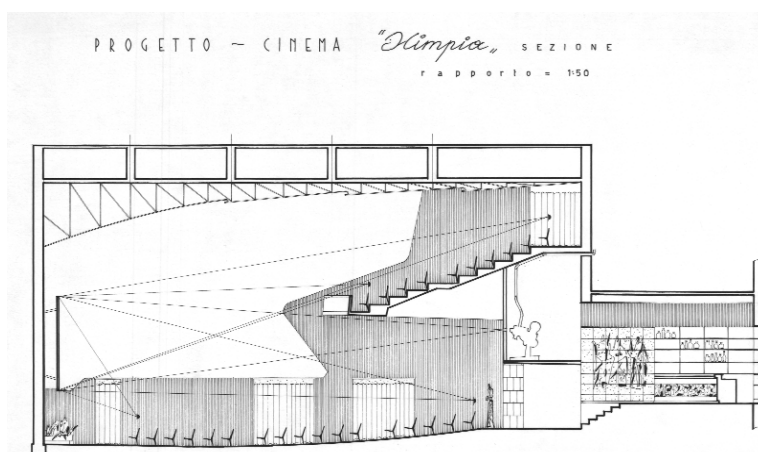 PROGETTO ~ CINEMA "Olimpia" SEZIONE
rapporto = 1:50